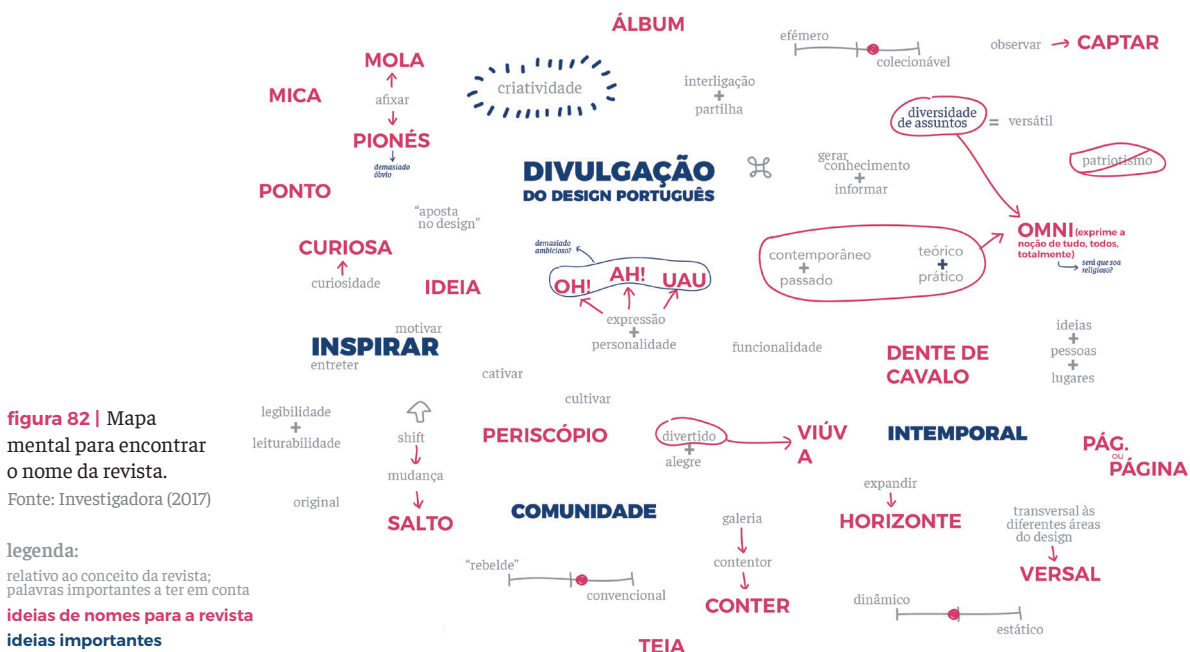 ÁLBUM
efémero
colecionável
observar
CAPTAR
MOLA
afixar
PIONÉS
demasiado
óbvio
MICA
criatividade
interligação
+
partilha
diversidade
de assuntos
=
versátil
patriotismo
PONTO
DIVULGAÇÃO
DO DESIGN PORTUGUÊS
⌘
gerar
conhecimento
+
informar
"aposta
no design"
CURIOSA
curiosidade
IDEIA
demasiado
ambicioso?
OH!
AH!
UAU
expressão
+
personalidade
contemporâneo
+
passado
teórico
+
prático
OMNI (exprime a
noção de tudo, todos,
totalmente)
será que soa
religioso?
motivar
INSPIRAR
entreter
cativar
cultivar
funcionalidade
DENTE DE
CAVALO
ideias
+
pessoas
+
lugares
figura 82 | Mapa
mental para encontrar
o nome da revista.
Fonte: Investigadora (2017)
legibilidade
+
leiturabilidade
shift
mudança
SALTO
original
PERISCÓPIO
divertido
+
alegre
VIÚV
A
INTEMPORAL
PÁG.
ou
PÁGINA
COMUNIDADE
galeria
contentor
CONTER
expandir
HORIZONTE
transversal às
diferentes áreas
do design
VERSAL
"rebelde"
convencional
dinâmico
estático
TEIA
legenda:
relativo ao conceito da revista;
palavras importantes a ter em conta
ideias de nomes para a revista
ideias importantes